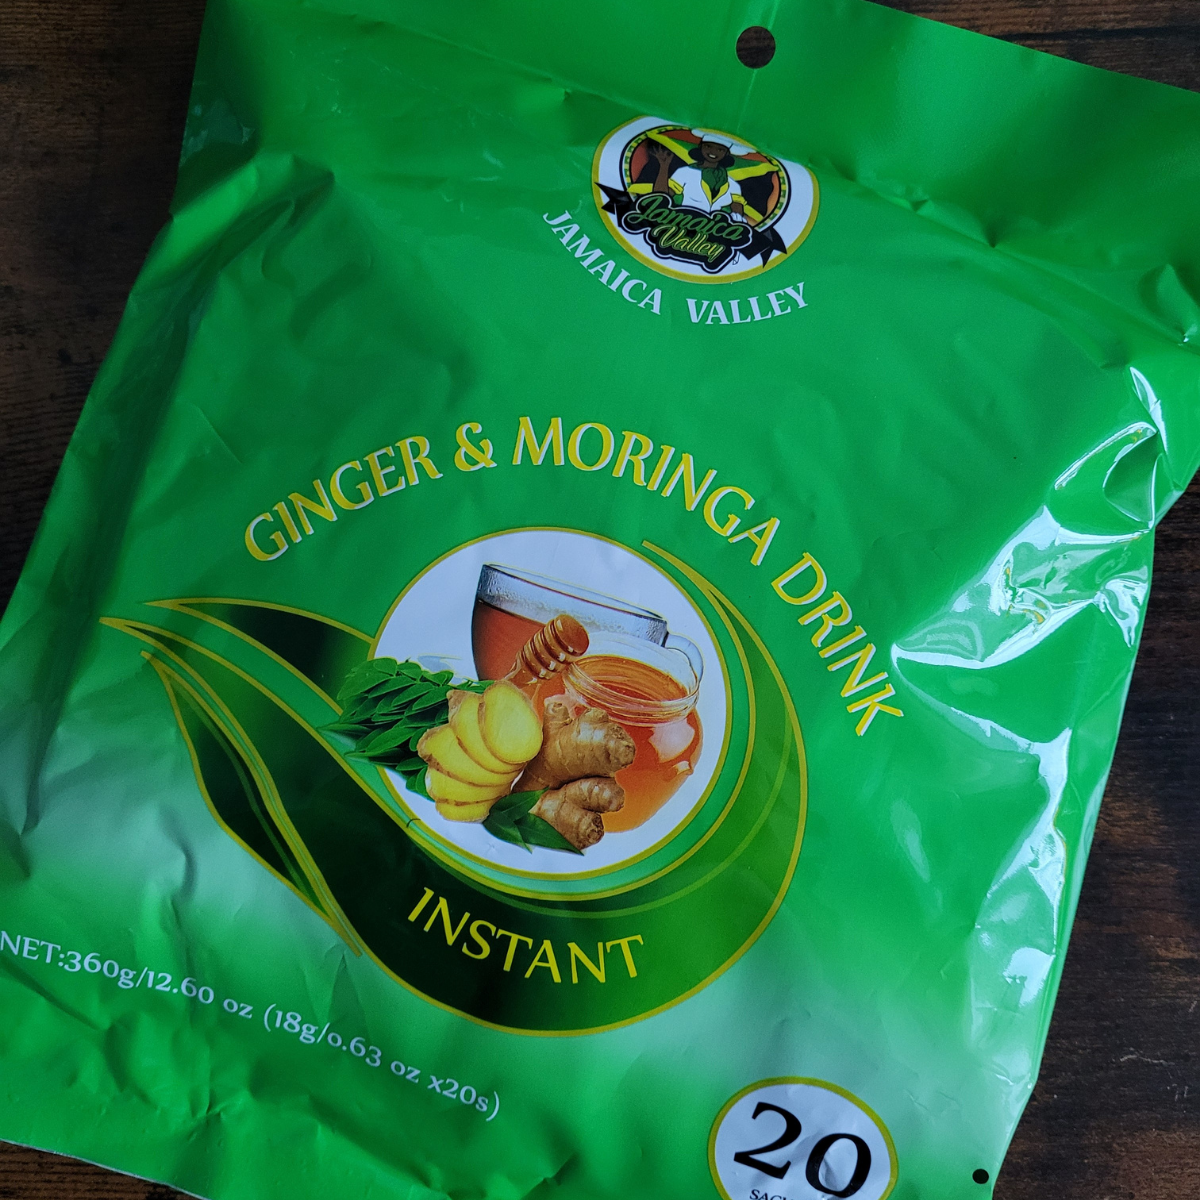 Jamaica
Valley
JAMAICA VALLEY
GINGER & MORINGA DRINK
INSTANT
NET:360g/12.60 oz (18g/0.63 oz x20s)
20